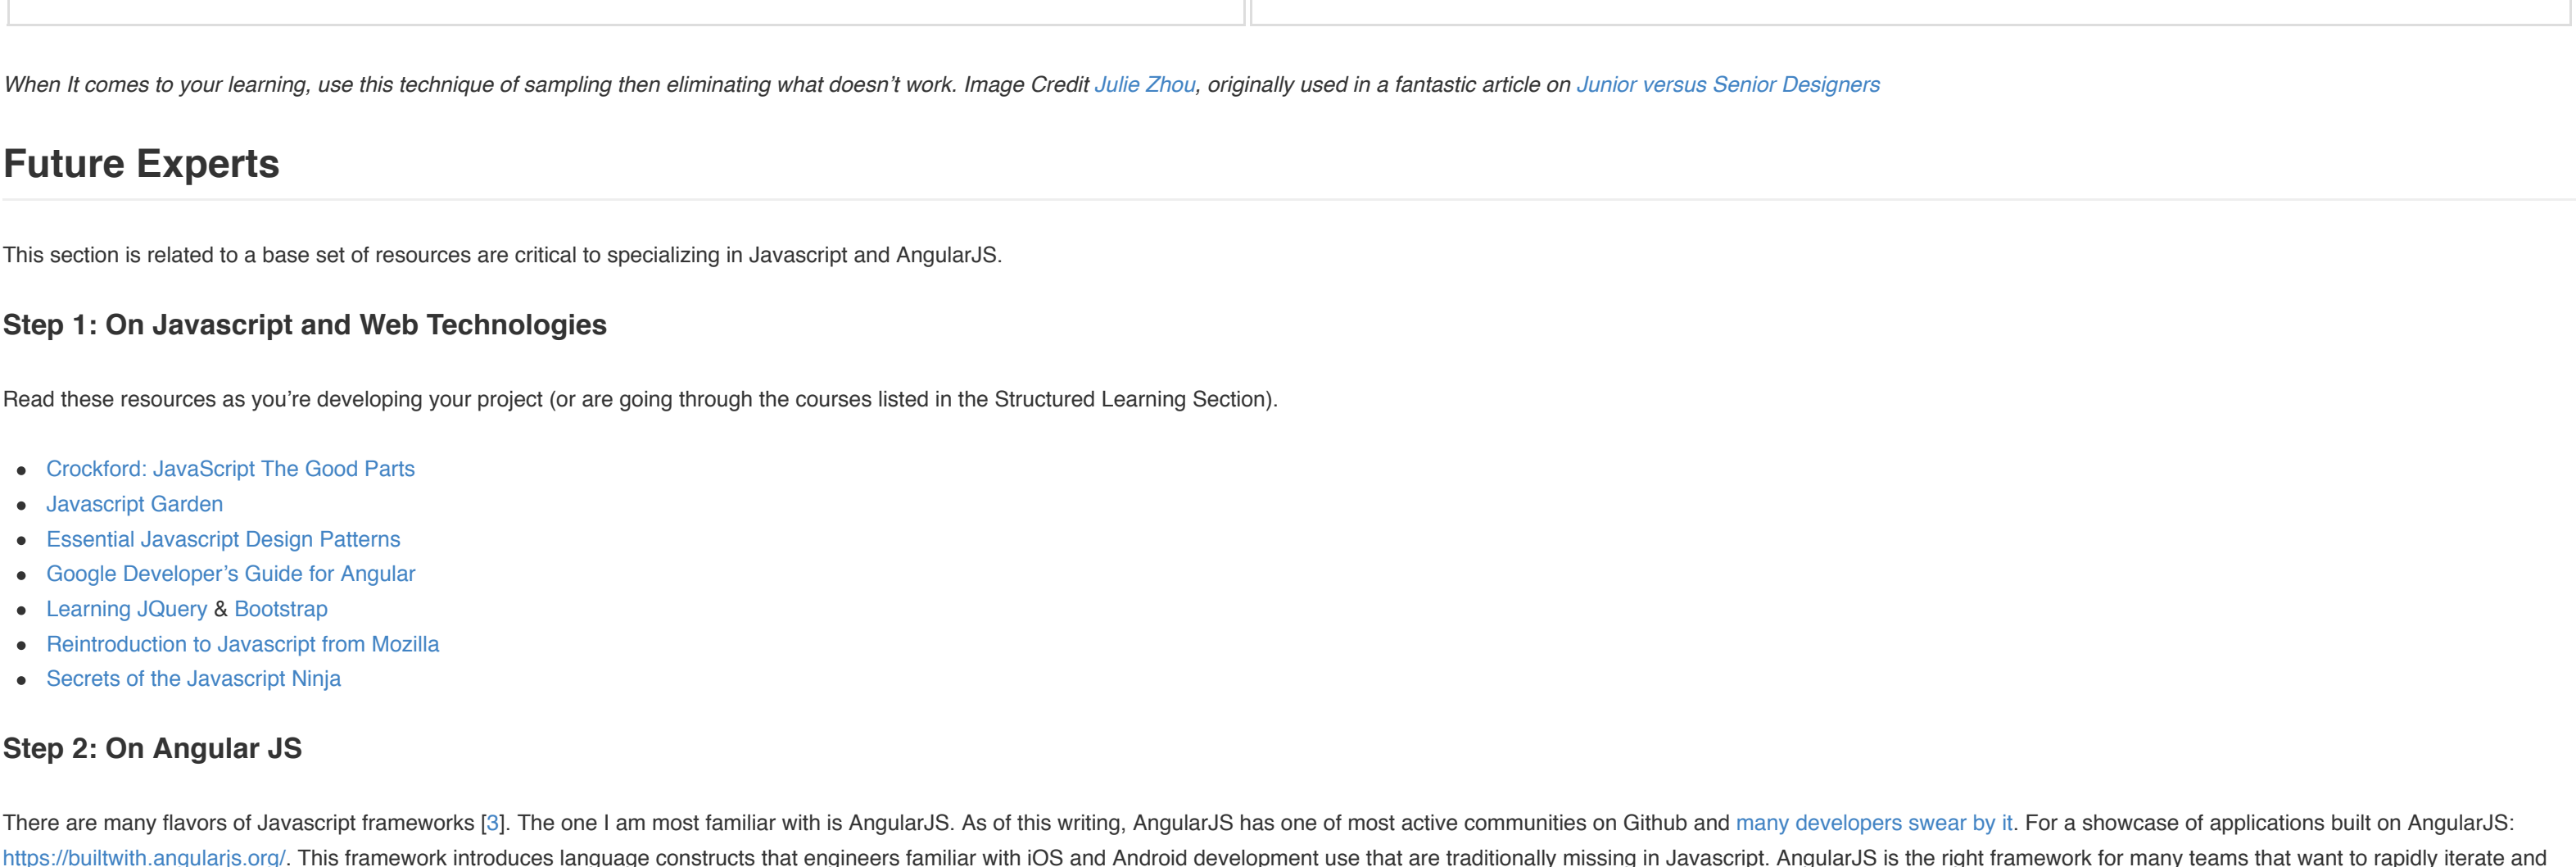 When It comes to your learning, use this technique of sampling then eliminating what doesn't work. Image Credit Julie Zhou, originally used in a fantastic article on Junior versus Senior Designers
Future Experts
This section is related to a base set of resources are critical to specializing in Javascript and AngularJS.
Step 1: On Javascript and Web Technologies
Read these resources as you're developing your project (or are going through the courses listed in the Structured Learning Section).
• Crockford: JavaScript The Good Parts
• Javascript Garden
• Essential Javascript Design Patterns
• Google Developer's Guide for Angular
• Learning JQuery & Bootstrap
• Reintroduction to Javascript from Mozilla
• Secrets of the Javascript Ninja
Step 2: On Angular JS
There are many flavors of Javascript frameworks [3]. The one I am most familiar with is AngularJS. As of this writing, AngularJS has one of most active communities on Github and many developers swear by it. For a showcase of applications built on AngularJS:
https://builtwith.angularjs.org/. This framework introduces language constructs that engineers familiar with iOS and Android development use that are traditionally missing in Javascript. AngularJS is the right framework for many teams that want to rapidly iterate and